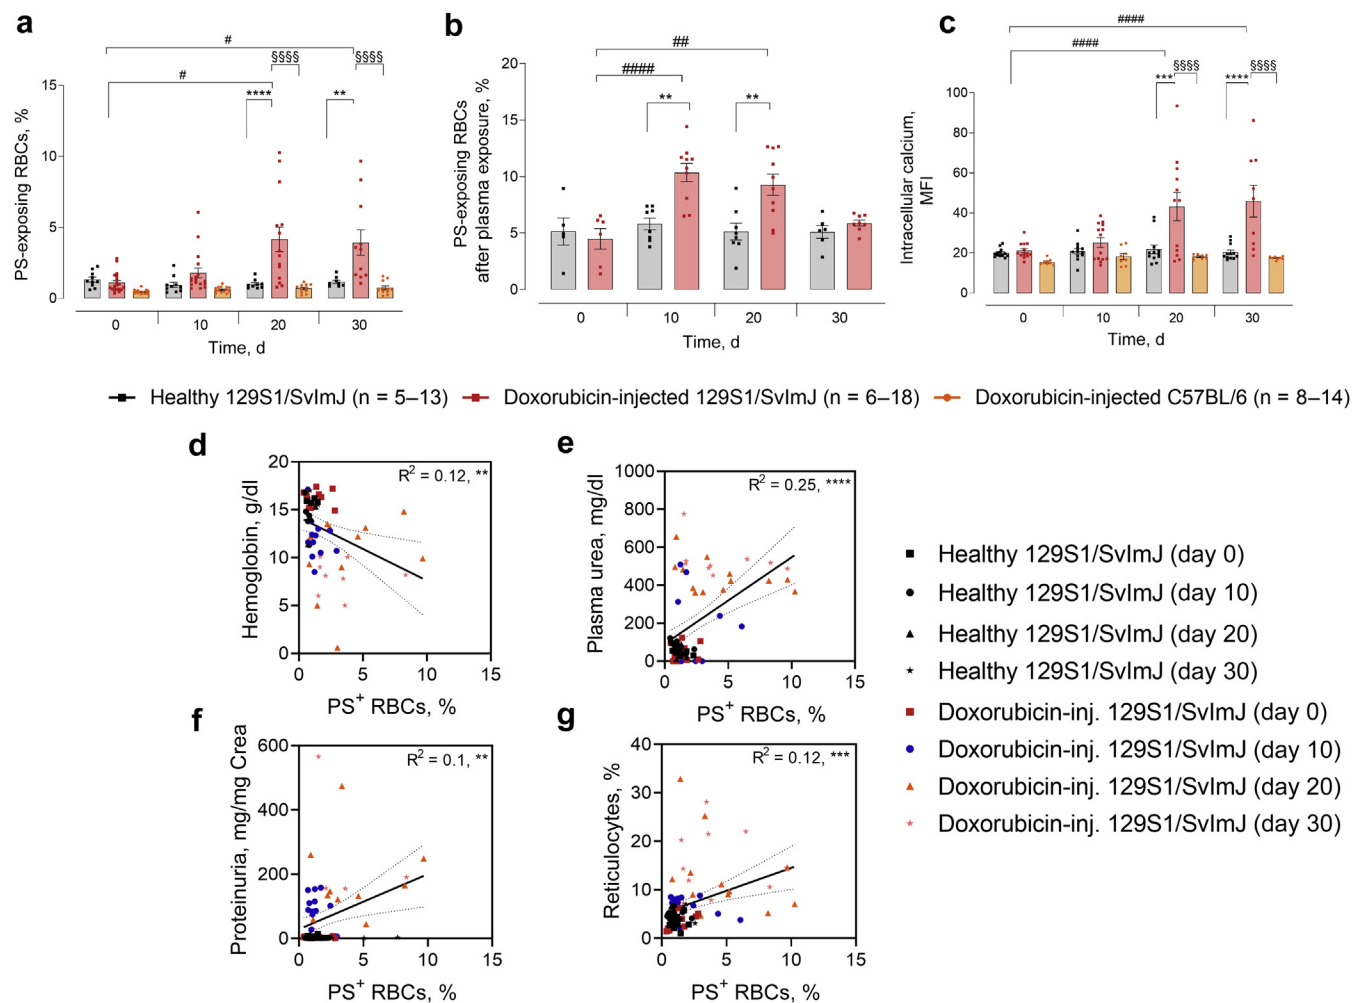 a
PS-exposing RBCs, %
15
10
5
0
#
#
****
§§§§
**
§§§§
0
10
20
30
Time, d
b
PS-exposing RBCs
after plasma exposure, %
20
15
10
5
0
##
####
**
**
0
10
20
30
Time, d
c
Intracellular calcium,
MFI
100
80
60
40
20
0
####
####
***
§§§§
****
§§§§
0
10
20
30
Time, d
Healthy 129S1/SvImJ (n = 5–13)
Doxorubicin-injected 129S1/SvImJ (n = 6–18)
Doxorubicin-injected C57BL/6 (n = 8–14)
d
Hemoglobin, g/dl
20
15
10
5
0
R² = 0.12, **
0
5
10
15
PS⁺ RBCs, %
e
Plasma urea, mg/dl
1000
800
600
400
200
0
R² = 0.25, ****
0
5
10
15
PS⁺ RBCs, %
f
Proteinuria, mg/mg Crea
600
400
200
0
R² = 0.1, **
0
5
10
15
PS⁺ RBCs, %
g
Reticulocytes, %
40
30
20
10
0
R² = 0.12, ***
0
5
10
15
PS⁺ RBCs, %
Healthy 129S1/SvImJ (day 0)
Healthy 129S1/SvImJ (day 10)
Healthy 129S1/SvImJ (day 20)
Healthy 129S1/SvImJ (day 30)
Doxorubicin-inj. 129S1/SvImJ (day 0)
Doxorubicin-inj. 129S1/SvImJ (day 10)
Doxorubicin-inj. 129S1/SvImJ (day 20)
Doxorubicin-inj. 129S1/SvImJ (day 30)